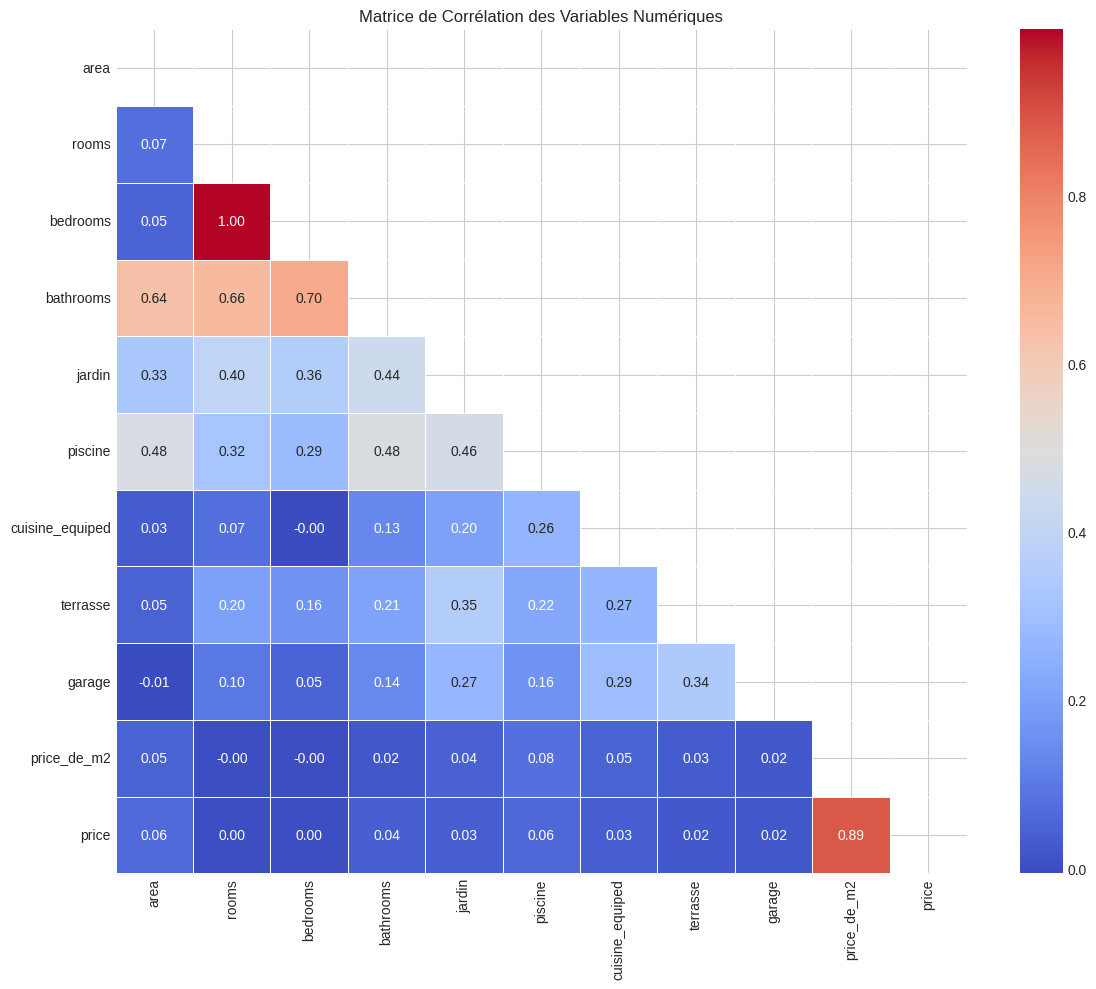 Matrice de Corrélation des Variables Numériques
area
rooms 0.07
bedrooms 0.05 1.00
bathrooms 0.64 0.66 0.70
jardin 0.33 0.40 0.36 0.44
piscine 0.48 0.32 0.29 0.48 0.46
cuisine_equiped 0.03 0.07 -0.00 0.13 0.20 0.26
terrasse 0.05 0.20 0.16 0.21 0.35 0.22 0.27
garage -0.01 0.10 0.05 0.14 0.27 0.16 0.29 0.34
price_de_m2 0.05 -0.00 -0.00 0.02 0.04 0.08 0.05 0.03 0.02
price 0.06 0.00 0.00 0.04 0.03 0.06 0.03 0.02 0.02 0.89
area rooms bedrooms bathrooms jardin piscine cuisine_equiped terrasse garage price_de_m2 price
0.8
0.6
0.4
0.2
0.0